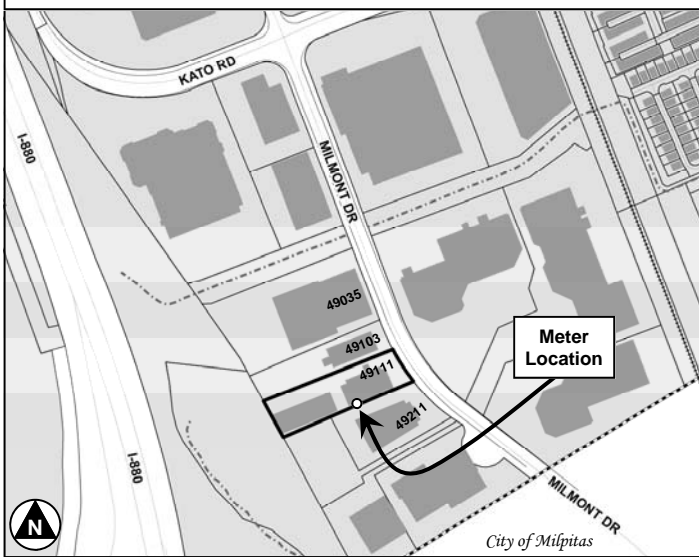 KATO RD
I-880
MILMONT DR
49035
49103
49111
49211
Meter
Location
I-880
MILMONT DR
N
City of Milpitas